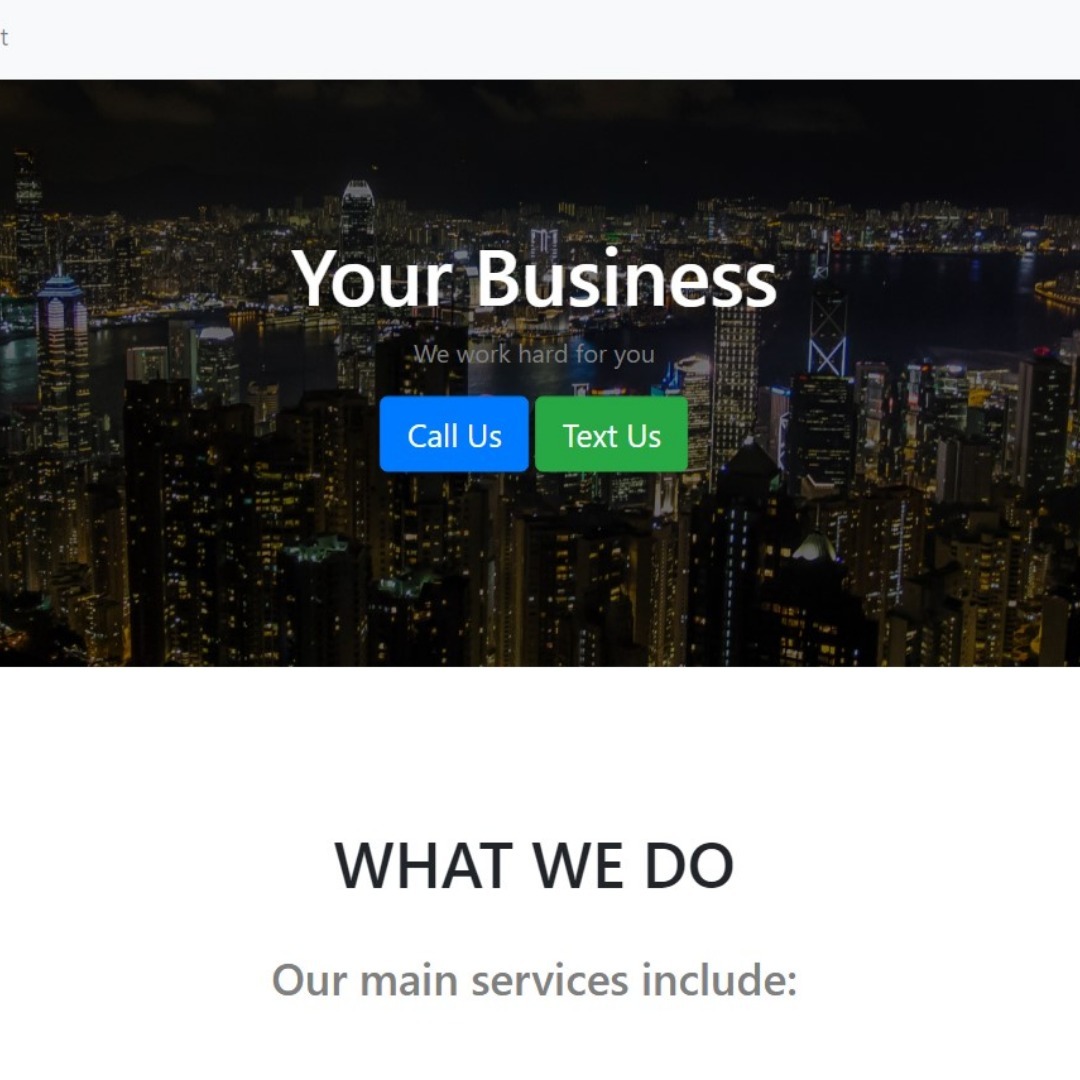 t
Your Business
We work hard for you
Call Us Text Us
WHAT WE DO
Our main services include: